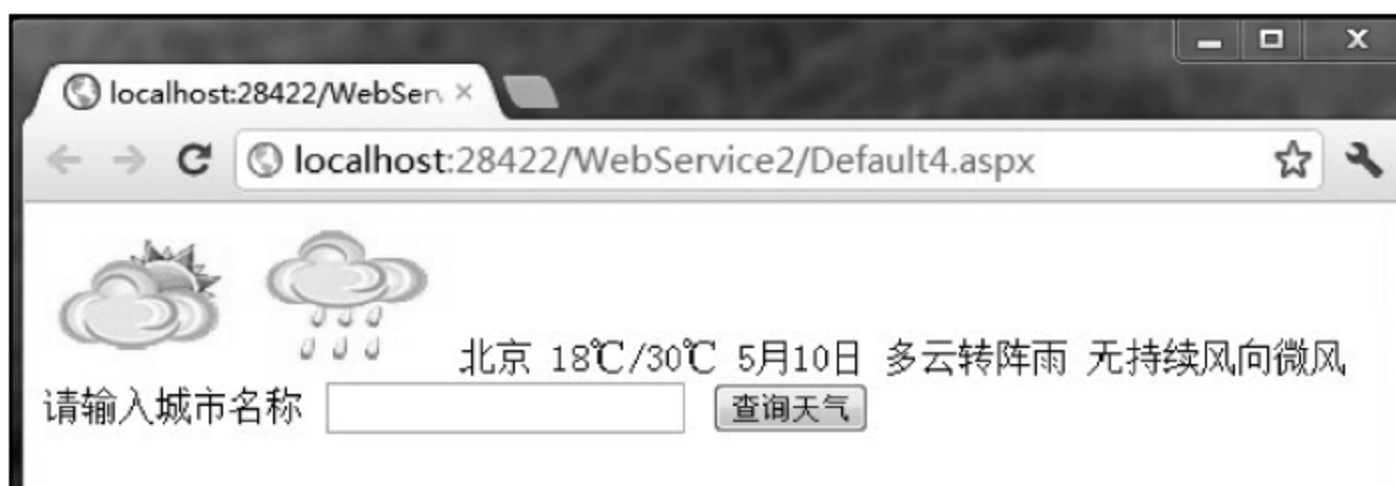 localhost:28422/WebSer
localhost:28422/WebService2/Default4.aspx
北京 18℃/30℃ 5月10日 多云转阵雨 无持续风向微风
请输入城市名称 查询天气